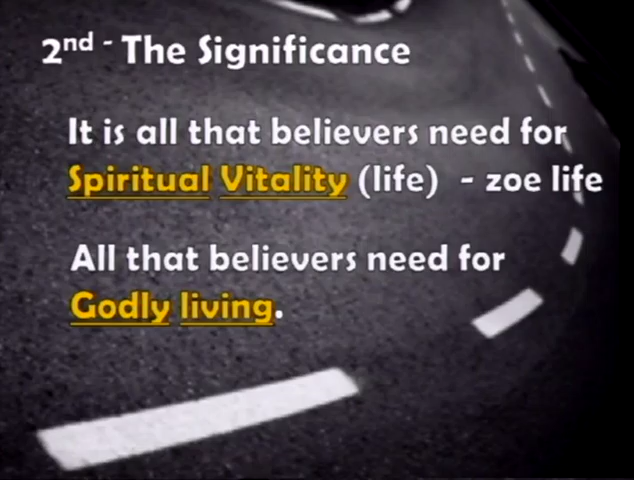 2nd - The Significance
It is all that believers need for
Spiritual Vitality (life) - zoe life
All that believers need for
Godly living.